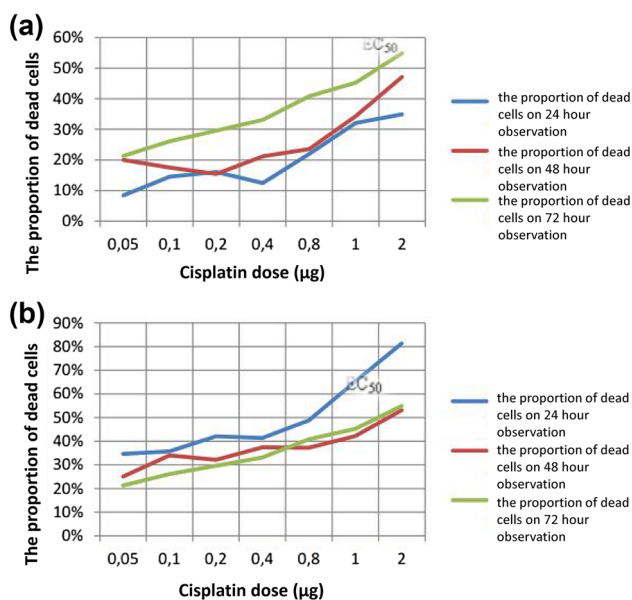 (a)
60%
50%
40%
30%
20%
10%
0%
The proportion of dead cells
EC50
0,05 0,1 0,2 0,4 0,8 1 2
Cisplatin dose (µg)
the proportion of dead
cells on 24 hour
observation
the proportion of dead
cells on 48 hour
observation
the proportion of dead
cells on 72 hour
observation
(b)
90%
80%
70%
60%
50%
40%
30%
20%
10%
0%
The proportion of dead cells
EC50
0,05 0,1 0,2 0,4 0,8 1 2
Cisplatin dose (µg)
the proportion of dead
cells on 24 hour
observation
the proportion of dead
cells on 48 hour
observation
the proportion of dead
cells on 72 hour
observation